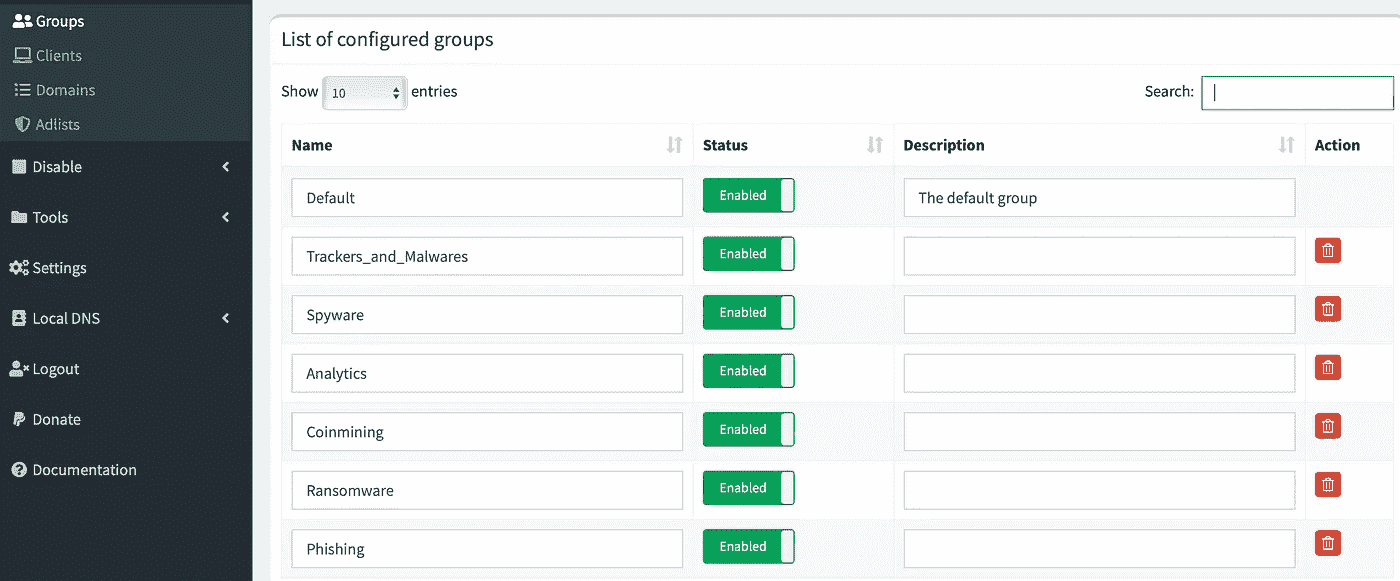 Groups
Clients
Domains
Adlists
Disable
Tools
Settings
Local DNS
Logout
Donate
Documentation
List of configured groups
Show 10 entries Search:
Name Status Description Action
Default Enabled The default group
Trackers_and_Malwares Enabled
Spyware Enabled
Analytics Enabled
Coinmining Enabled
Ransomware Enabled
Phishing Enabled